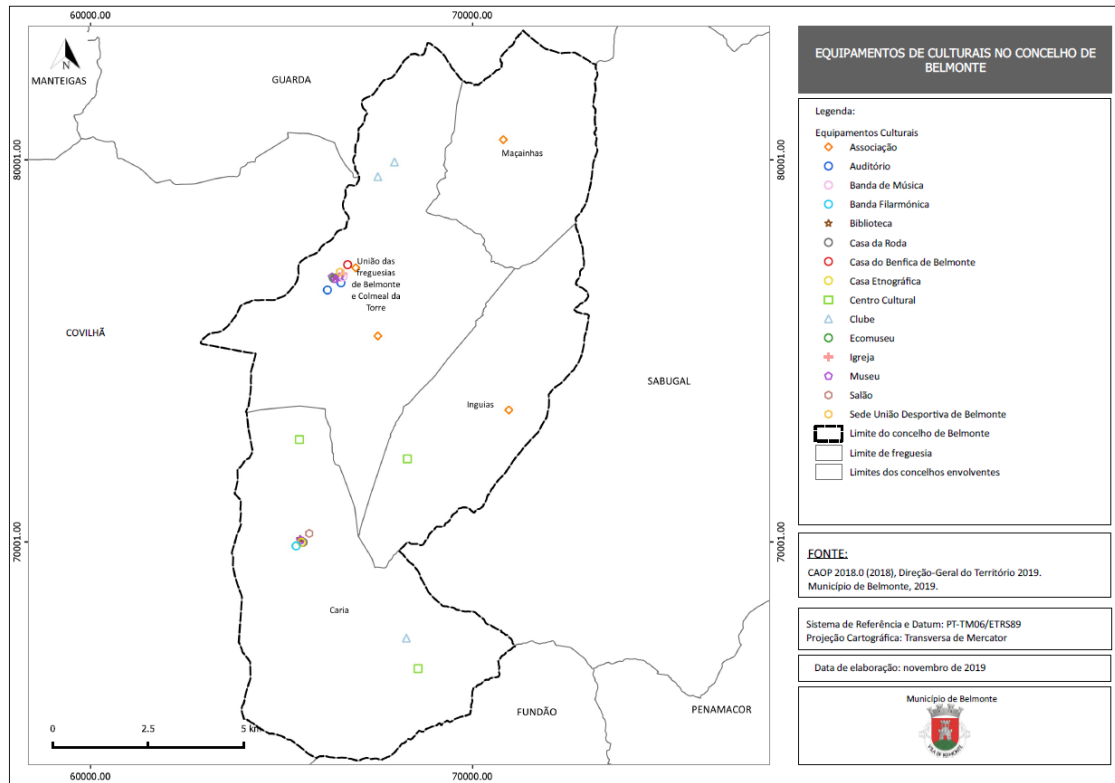 60000.00
70000.00
N
MANTEIGAS
GUARDA
80001.00
80001.00
Maçainhas
União das
freguesias
de Belmonte
e Colmeal da
Torre
COVILHÃ
SABUGAL
Inguias
70001.00
70001.00
Caria
FUNDÃO
PENAMACOR
0
2.5
5 km
60000.00
70000.00
EQUIPAMENTOS DE CULTURAIS NO CONCELHO DE
BELMONTE
Legenda:
Equipamentos Culturais
Associação
Auditório
Banda de Música
Banda Filarmónica
Biblioteca
Casa da Roda
Casa do Benfica de Belmonte
Casa Etnográfica
Centro Cultural
Clube
Ecomuseu
Igreja
Museu
Salão
Sede União Desportiva de Belmonte
Limite do concelho de Belmonte
Limite de freguesia
Limites dos concelhos envolventes
FONTE:
CAOP 2018.0 (2018), Direção-Geral do Território 2019.
Município de Belmonte, 2019.
Sistema de Referência e Datum: PT-TM06/ETRS89
Projeção Cartográfica: Transversa de Mercator
Data de elaboração: novembro de 2019
Município de Belmonte
VILA DE BELMONTE